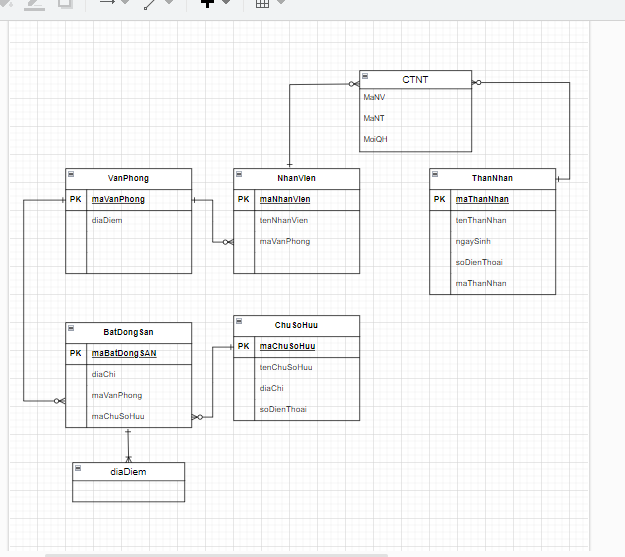 CTNT
MaNV
MaNT
MoiQH
VanPhong
PK maVanPhong
diaDiem
NhanVien
PK maNhanVien
tenNhanVien
maVanPhong
ThanNhan
PK maThanNhan
tenThanNhan
ngaySinh
soDienThoai
maThanNhan
BatDongSan
PK maBatDongSAN
diaChi
maVanPhong
maChuSoHuu
ChuSoHuu
PK maChuSoHuu
tenChuSoHuu
diaChi
soDienThoai
diaDiem